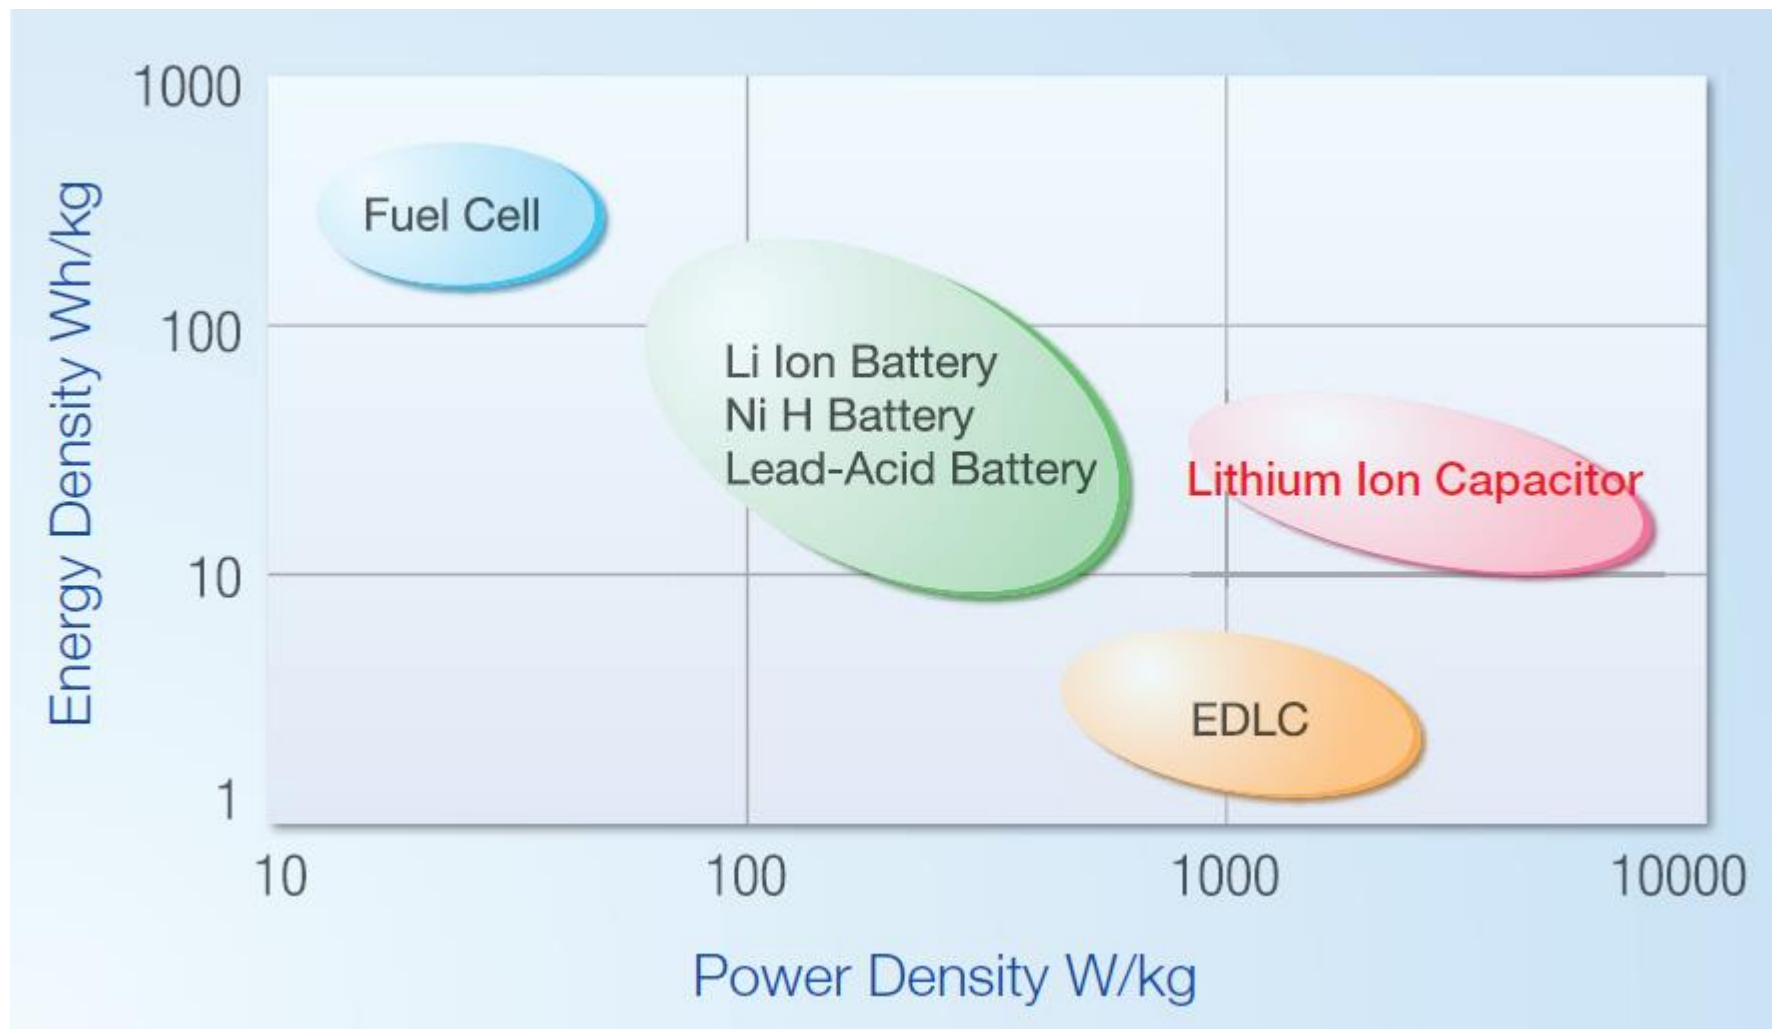 Energy Density Wh/kg
1000
100
10
1
Fuel Cell
Li Ion Battery
Ni H Battery
Lead-Acid Battery
Lithium Ion Capacitor
EDLC
10
100
1000
10000
Power Density W/kg